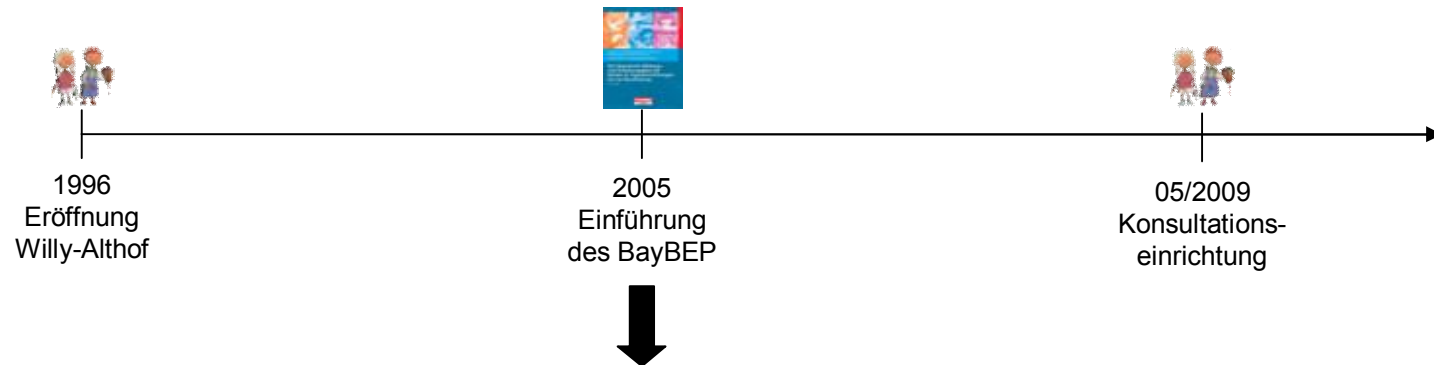 1996
Eröffnung
Willy-Althof
2005
Einführung
des BayBEP
05/2009
Konsultations-
einrichtung